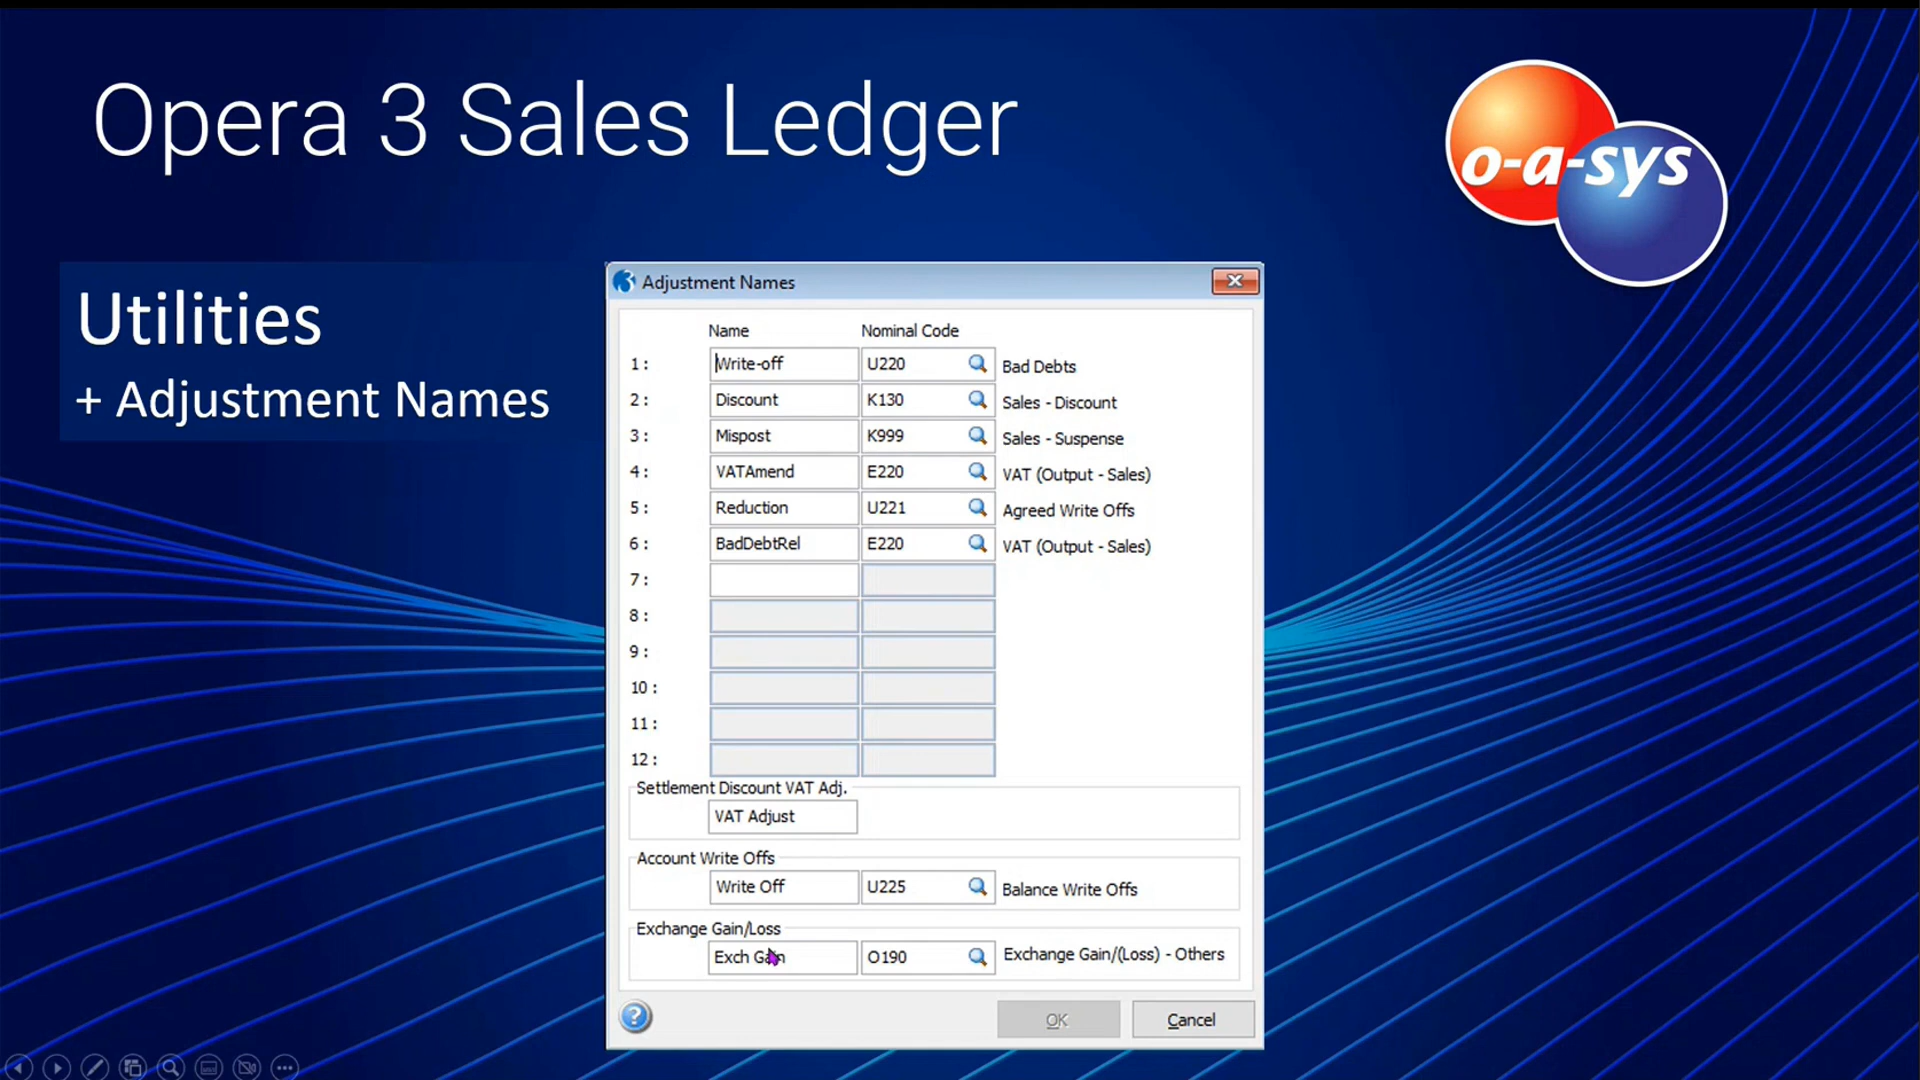 Opera 3 Sales Ledger
o-a-sys
Utilities
+ Adjustment Names
Adjustment Names
Name Nominal Code
1 : Write-off U220 Bad Debts
2 : Discount K130 Sales - Discount
3 : Mispost K999 Sales - Suspense
4 : VATAmend E220 VAT (Output - Sales)
5 : Reduction U221 Agreed Write Offs
6 : BadDebtRel E220 VAT (Output - Sales)
7 :
8 :
9 :
10 :
11 :
12 :
Settlement Discount VAT Adj.
VAT Adjust
Account Write Offs
Write Off U225 Balance Write Offs
Exchange Gain/Loss
Exch Gain O190 Exchange Gain/(Loss) - Others
? OK Cancel